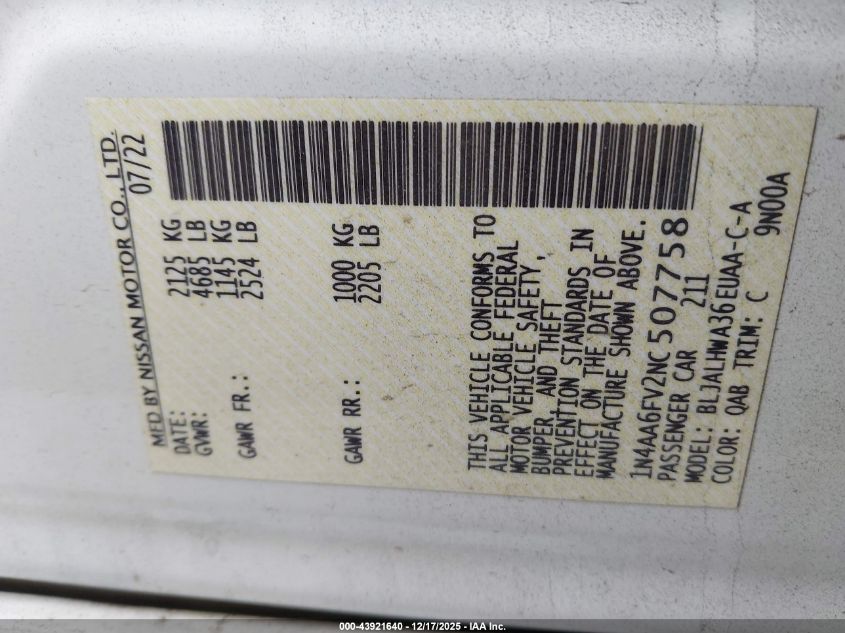 MFD BY NISSAN MOTOR CO., LTD.
DATE: 07/22
GVWR: 2125 KG
4685 LB
GAWR FR.: 1145 KG
2524 LB
GAWR RR.: 1000 KG
2205 LB
THIS VEHICLE CONFORMS TO
ALL APPLICABLE FEDERAL
MOTOR VEHICLE SAFETY,
BUMPER, AND THEFT
PREVENTION STANDARDS IN
EFFECT ON THE DATE OF
MANUFACTURE SHOWN ABOVE.
1N4AA6FV2NC507758
PASSENGER CAR 211
MODEL: BLJALHWA36EUAA-C-A
COLOR: QAB TRIM: C 9N00A
000-43921640 - 12/17/2025 - IAA Inc.